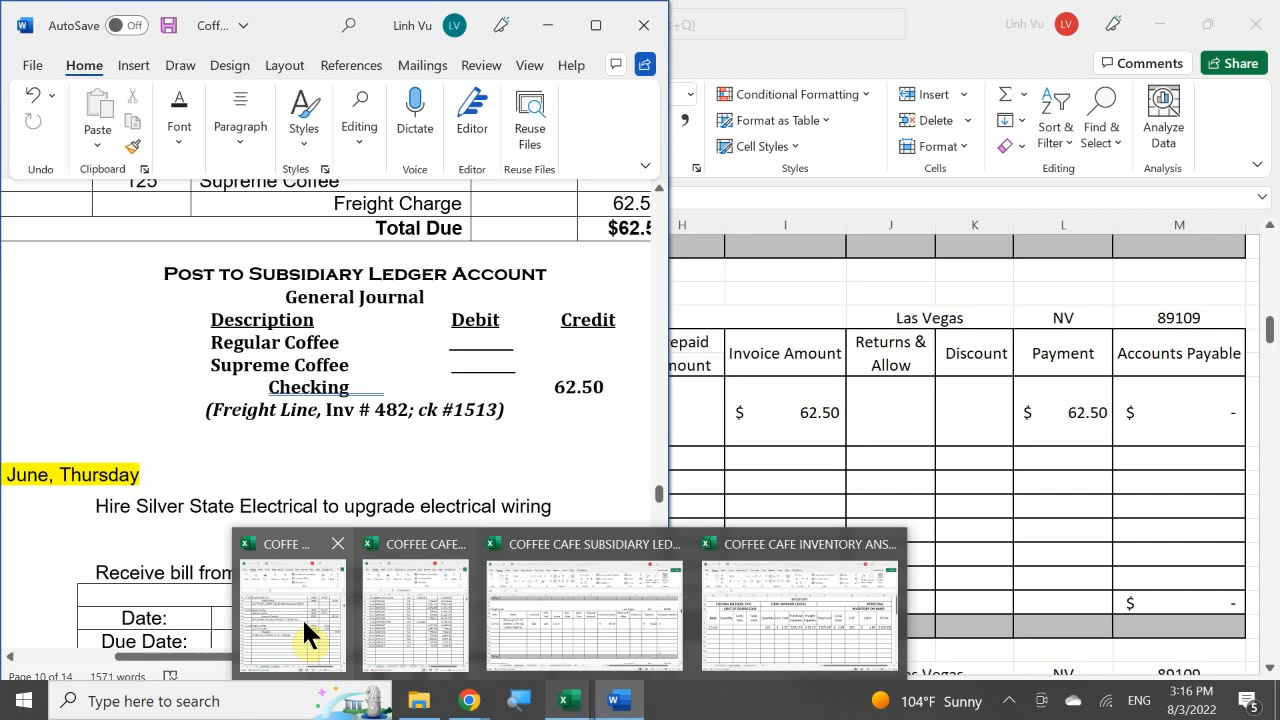 AutoSave Off Coff... Linh Vu LV
+Q] Linh Vu LV
File Home Insert Draw Design Layout References Mailings Review View Help
Comments Share
Undo
Paste
Clipboard
Font
Paragraph
Styles
Styles
Editing
Dictate
Voice
Editor
Editor
Reuse Files
Reuse Files
Conditional Formatting
Format as Table
Cell Styles
Styles
Insert
Delete
Format
Cells
Sort & Filter
Find & Select
Editing
Analyze Data
Analysis
125 Supreme Coffee
Freight Charge 62.5
Total Due $62.5
Post to Subsidiary Ledger Account
General Journal
Description Debit Credit
Regular Coffee
Supreme Coffee
Checking 62.50
(Freight Line, Inv # 482; ck #1513)
June, Thursday
Hire Silver State Electrical to upgrade electrical wiring
Receive bill from
Date:
Due Date:
H I J K L M
Las Vegas NV 89109
epaid Invoice Amount Returns & Allow Discount Payment Accounts Payable
$ 62.50 $ 62.50 $ -
$ -
as Vegas NV 89109
COFFE ... COFFEE CAFE... COFFEE CAFE SUBSIDIARY LED... COFFEE CAFE INVENTORY ANS...
Page 10 of 14 1571 words
Type here to search
104°F Sunny ENG 3:16 PM
8/3/2022
5